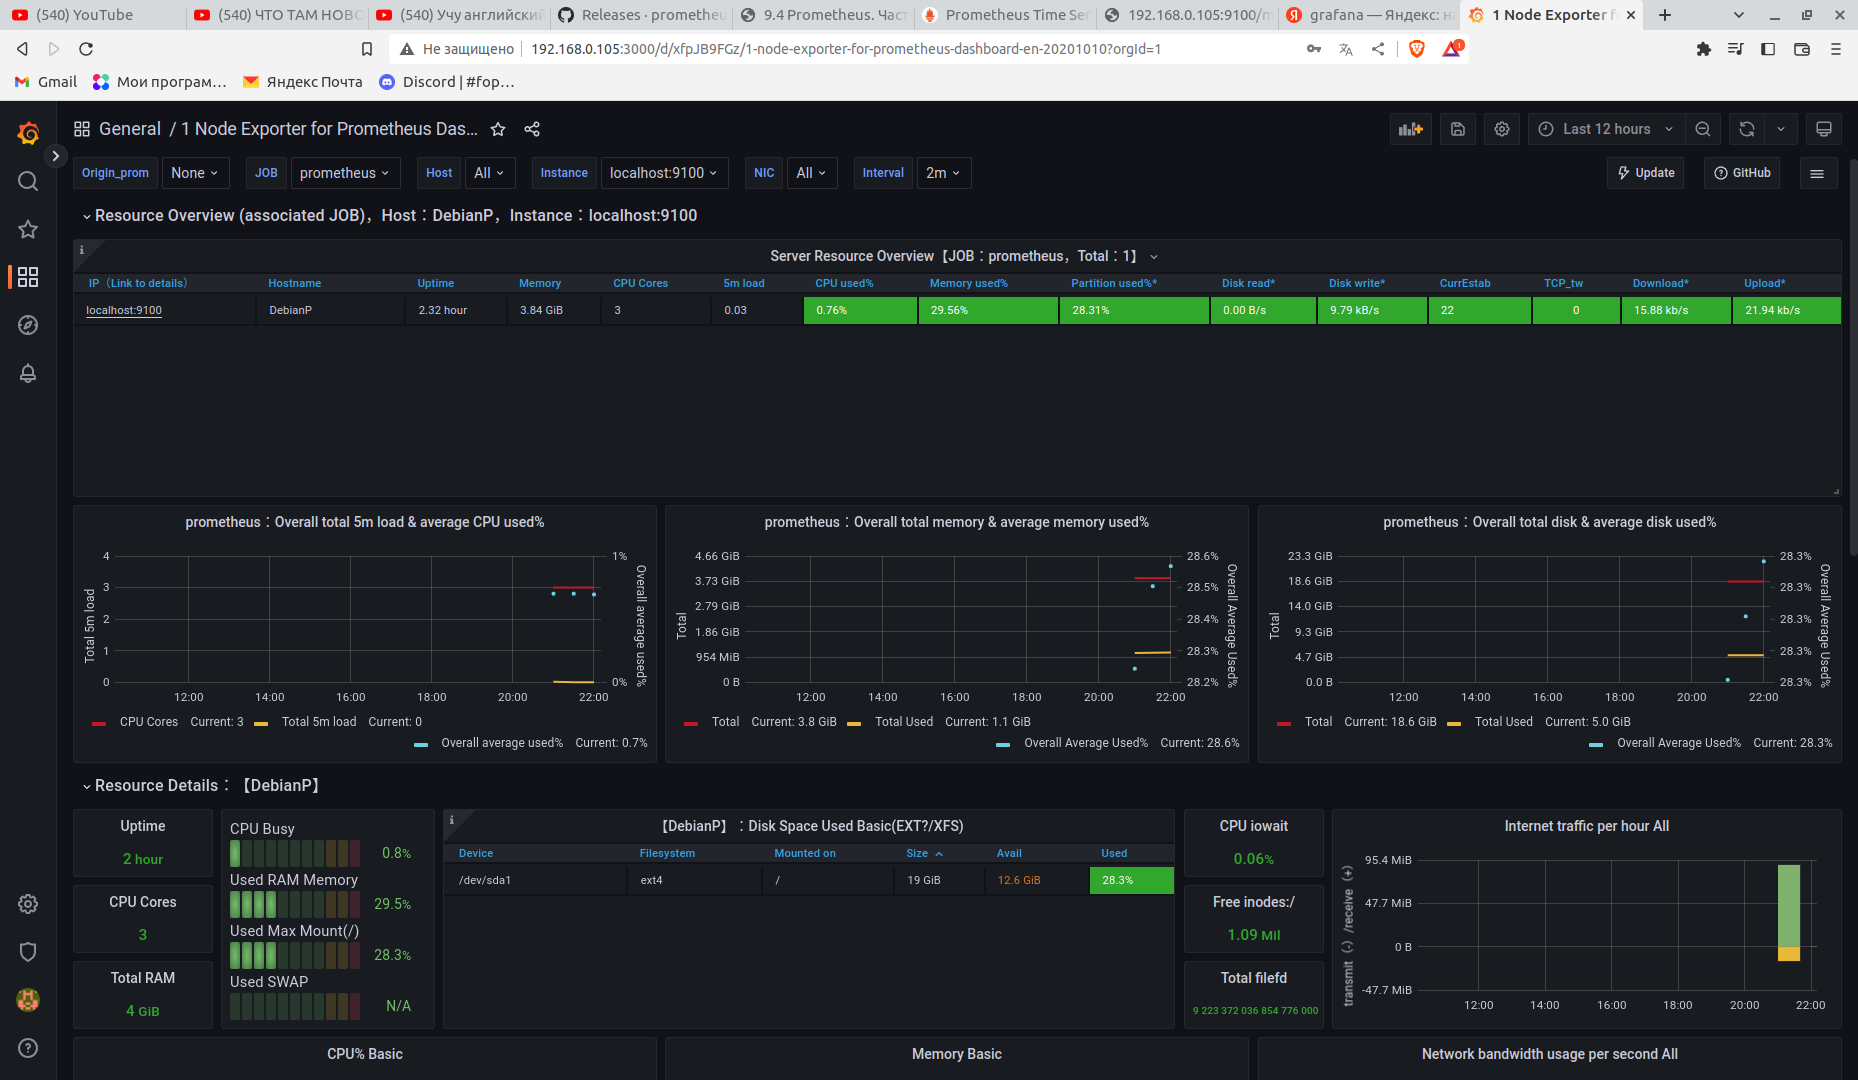 (540) YouTube
(540) ЧТО ТАМ НОВО
(540) Учу английский
Releases · prometheu
9.4 Prometheus. Част
Prometheus Time Ser
192.168.0.105:9100/m
grafana — Яндекс: на
1 Node Exporter f
Не защищено
192.168.0.105:3000/d/xfpJB9FGz/1-node-exporter-for-prometheus-dashboard-en-20201010?orgId=1
1
Gmail
Мои програм...
Яндекс Почта
Discord | #fop...
General / 1 Node Exporter for Prometheus Das...
Last 12 hours
Origin_prom None
JOB prometheus
Host All
Instance localhost:9100
NIC All
Interval 2m
Update
GitHub
Resource Overview (associated JOB)，Host：DebianP，Instance：localhost:9100
Server Resource Overview【JOB：prometheus，Total：1】
IP（Link to details） Hostname Uptime Memory CPU Cores 5m load CPU used% Memory used% Partition used%* Disk read* Disk write* CurrEstab TCP_tw Download* Upload*
localhost:9100 DebianP 2.32 hour 3.84 GiB 3 0.03 0.76% 29.56% 28.31% 0.00 B/s 9.79 kB/s 22 0 15.88 kb/s 21.94 kb/s
prometheus：Overall total 5m load & average CPU used%
Total 5m load
4
3
2
1
0
1%
0%
Overall average used%
12:00 14:00 16:00 18:00 20:00 22:00
CPU Cores Current: 3 Total 5m load Current: 0
Overall average used% Current: 0.7%
prometheus：Overall total memory & average memory used%
Total
4.66 GiB
3.73 GiB
2.79 GiB
1.86 GiB
954 MiB
0 B
28.6%
28.5%
28.4%
28.3%
28.2%
Overall Average Used%
12:00 14:00 16:00 18:00 20:00 22:00
Total Current: 3.8 GiB Total Used Current: 1.1 GiB
Overall Average Used% Current: 28.6%
prometheus：Overall total disk & average disk used%
Total
23.3 GiB
18.6 GiB
14.0 GiB
9.3 GiB
4.7 GiB
0.0 B
28.3%
28.3%
28.3%
28.3%
28.3%
Overall Average Used%
12:00 14:00 16:00 18:00 20:00 22:00
Total Current: 18.6 GiB Total Used Current: 5.0 GiB
Overall Average Used% Current: 28.3%
Resource Details：【DebianP】
Uptime
2 hour
CPU Cores
3
Total RAM
4 GiB
CPU Busy
0.8%
Used RAM Memory
29.5%
Used Max Mount(/)
28.3%
Used SWAP
N/A
【DebianP】：Disk Space Used Basic(EXT?/XFS)
Device Filesystem Mounted on Size Avail Used
/dev/sda1 ext4 / 19 GiB 12.6 GiB 28.3%
CPU iowait
0.06%
Free inodes:/
1.09 Mil
Total filefd
9 223 372 036 854 776 000
Internet traffic per hour All
transmit（-）/receive（+）
95.4 MiB
47.7 MiB
0 B
-47.7 MiB
12:00 14:00 16:00 18:00 20:00 22:00
CPU% Basic
Memory Basic
Network bandwidth usage per second All